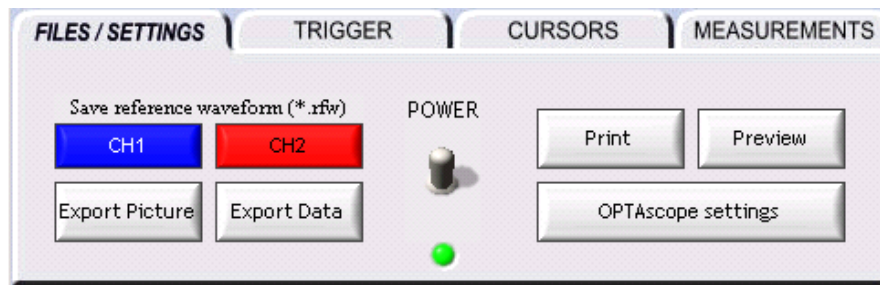 FILES / SETTINGS TRIGGER CURSORS MEASUREMENTS
Save reference waveform (*.rfw)
CH1 CH2
Export Picture Export Data
POWER
Print Preview
OPTAscope settings